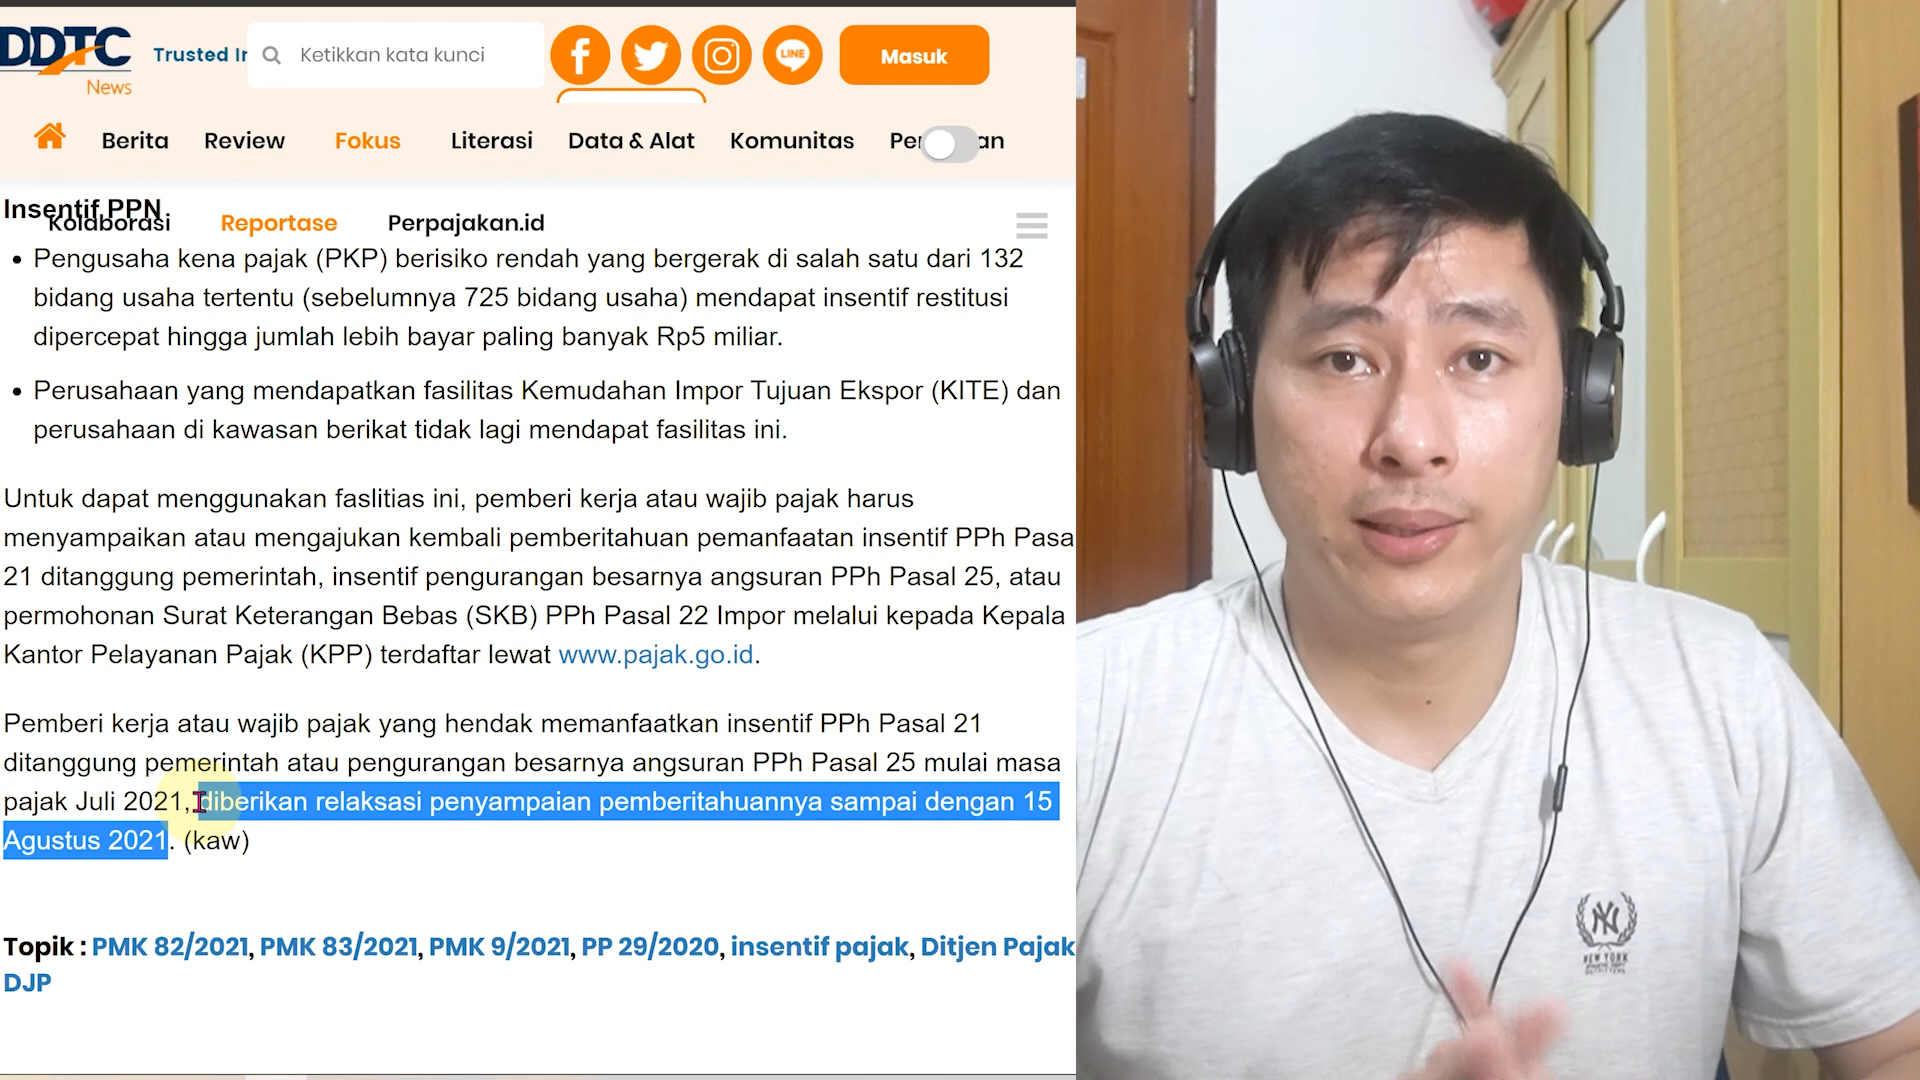 DDTC
News
Trusted
Ketikkan kata kunci
LINE
Masuk
Berita Review Fokus Literasi Data & Alat Komunitas
Insentif PPN
Kolaborasi Reportase Perpajakan.id
• Pengusaha kena pajak (PKP) berisiko rendah yang bergerak di salah satu dari 132
bidang usaha tertentu (sebelumnya 725 bidang usaha) mendapat insentif restitusi
dipercepat hingga jumlah lebih bayar paling banyak Rp5 miliar.
• Perusahaan yang mendapatkan fasilitas Kemudahan Impor Tujuan Ekspor (KITE) dan
perusahaan di kawasan berikat tidak lagi mendapat fasilitas ini.
Untuk dapat menggunakan faslitias ini, pemberi kerja atau wajib pajak harus
menyampaikan atau mengajukan kembali pemberitahuan pemanfaatan insentif PPh Pasa
21 ditanggung pemerintah, insentif pengurangan besarnya angsuran PPh Pasal 25, atau
permohonan Surat Keterangan Bebas (SKB) PPh Pasal 22 Impor melalui kepada Kepala
Kantor Pelayanan Pajak (KPP) terdaftar lewat www.pajak.go.id.
Pemberi kerja atau wajib pajak yang hendak memanfaatkan insentif PPh Pasal 21
ditanggung pemerintah atau pengurangan besarnya angsuran PPh Pasal 25 mulai masa
pajak Juli 2021, diberikan relaksasi penyampaian pemberitahuannya sampai dengan 15
Agustus 2021. (kaw)
Topik : PMK 82/2021, PMK 83/2021, PMK 9/2021, PP 29/2020, insentif pajak, Ditjen Pajak
DJP
NY
NEW YORK